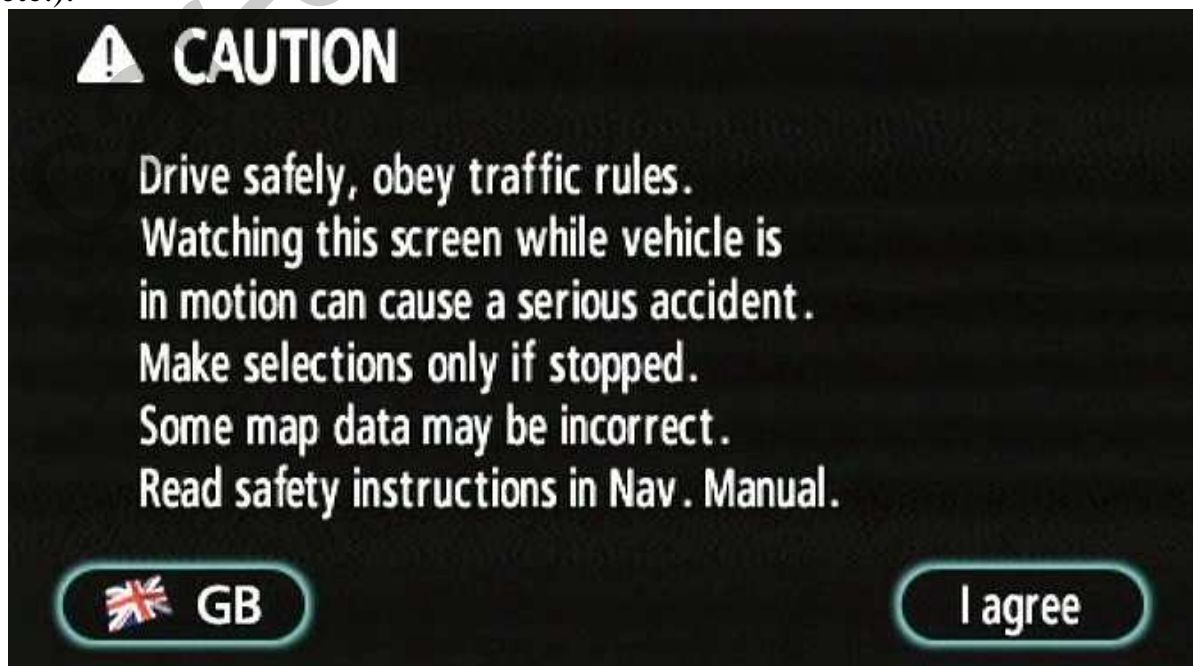 CAUTION
Drive safely, obey traffic rules.
Watching this screen while vehicle is
in motion can cause a serious accident.
Make selections only if stopped.
Some map data may be incorrect.
Read safety instructions in Nav. Manual.
GB
I agree